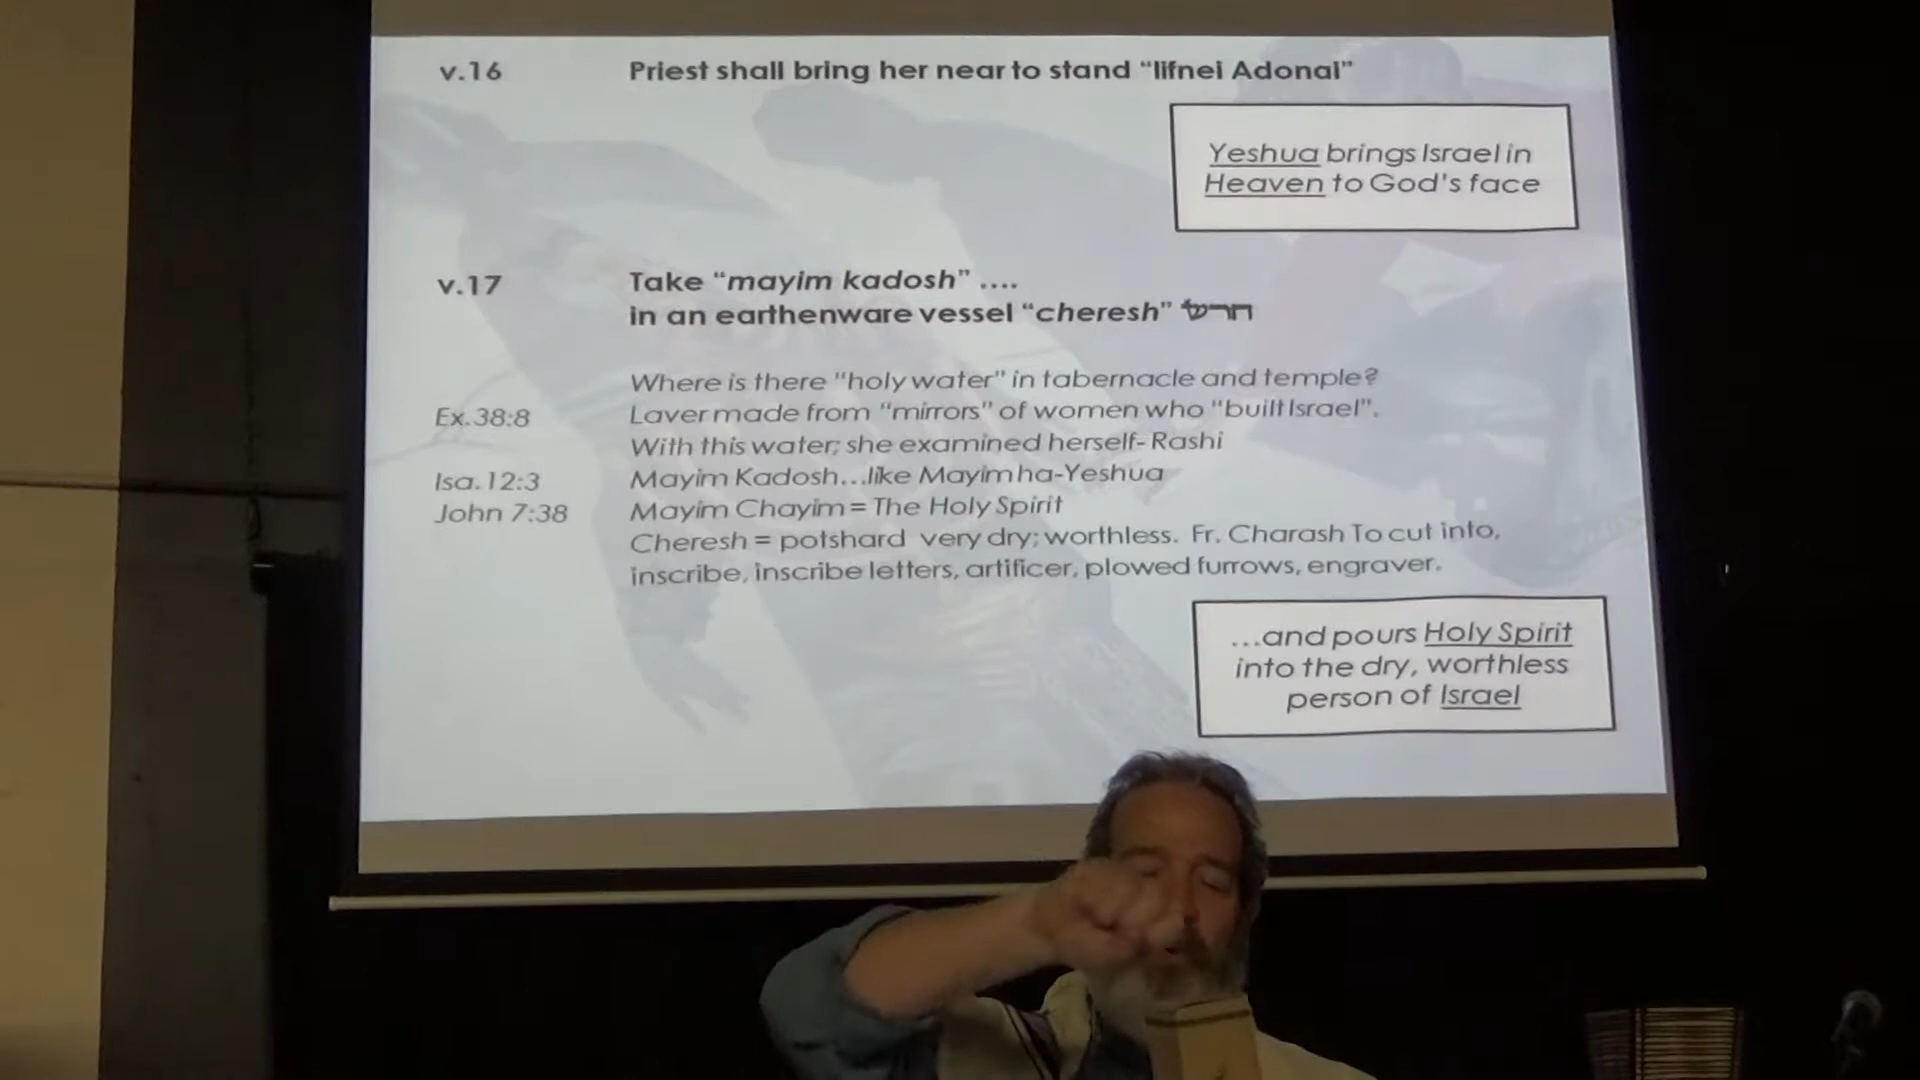 v.16 Priest shall bring her near to stand “lifnei Adonai”
Yeshua brings Israel in
Heaven to God's face
v.17 Take “mayim kadosh” ....
in an earthenware vessel “cheresh” חרש
Where is there “holy water” in tabernacle and temple?
Ex.38:8 Laver made from “mirrors” of women who “built Israel”.
With this water; she examined herself- Rashi
Isa.12:3 Mayim Kadosh...like Mayim ha-Yeshua
John 7:38 Mayim Chayim = The Holy Spirit
Cheresh = potshard very dry; worthless. Fr. Charash To cut into,
inscribe, inscribe letters, artificer, plowed furrows, engraver.
...and pours Holy Spirit
into the dry, worthless
person of Israel